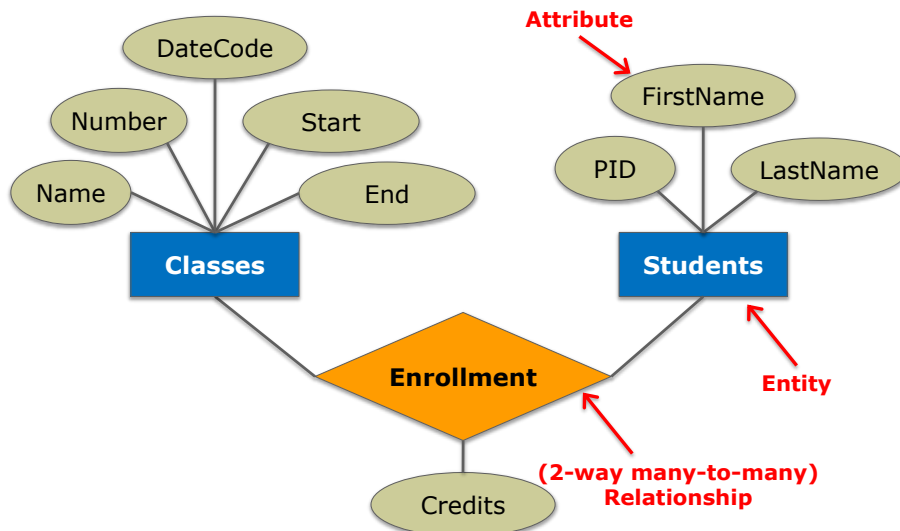 Attribute
DateCode
FirstName
Number
Start
PID
LastName
Name
End
Classes
Students
Enrollment
Entity
(2-way many-to-many)
Relationship
Credits